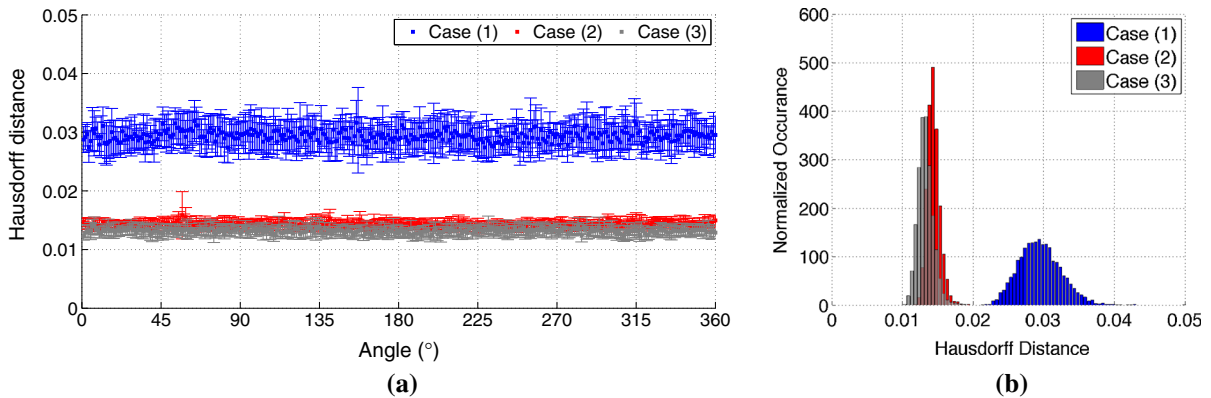 0.05
0.04
0.03
0.02
0.01
0
Hausdorff distance
Case (1) Case (2) Case (3)
0 45 90 135 180 225 270 315 360
Angle (°)
(a)
600
500
400
300
200
100
0
Normalized Occurance
Case (1)
Case (2)
Case (3)
0 0.01 0.02 0.03 0.04 0.05
Hausdorff Distance
(b)